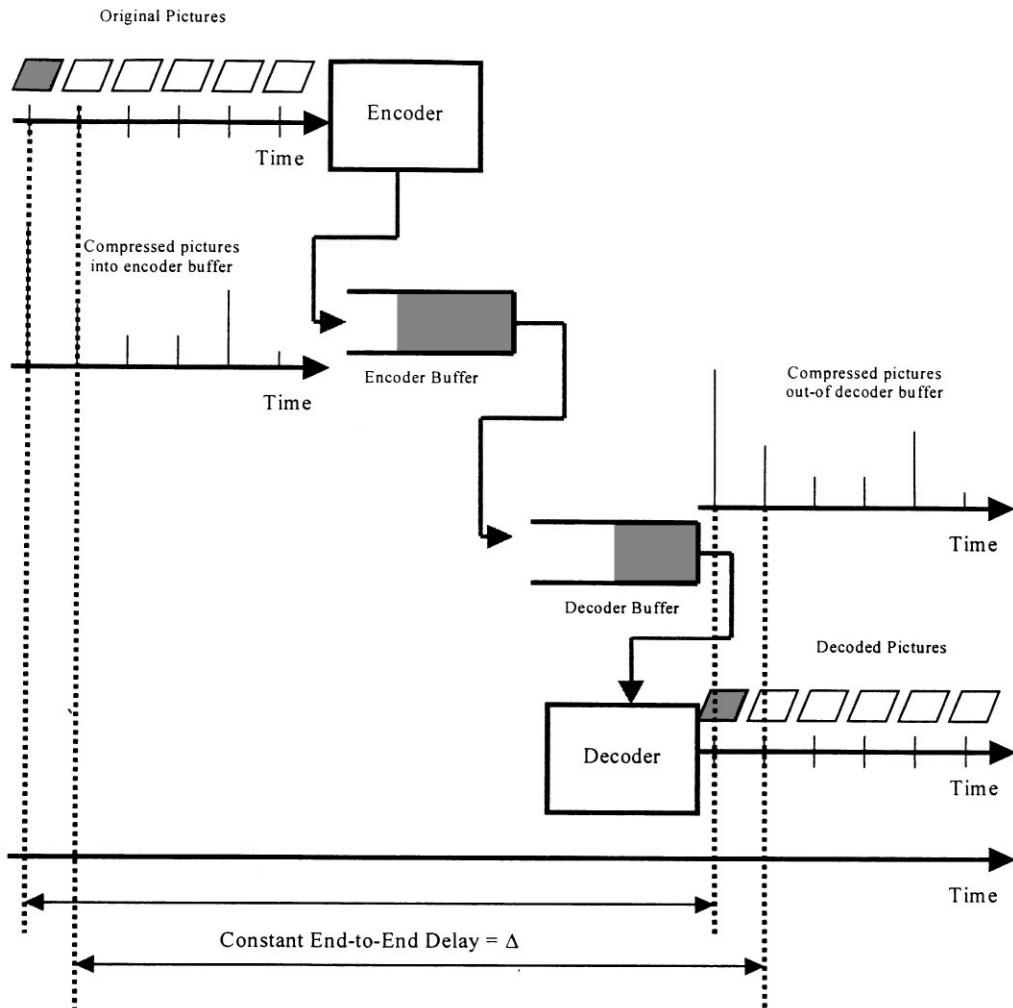 Original Pictures
Encoder
Time
Compressed pictures
into encoder buffer
Time
Encoder Buffer
Compressed pictures
out-of decoder buffer
Time
Decoder Buffer
Decoded Pictures
Decoder
Time
Time
Constant End-to-End Delay = Δ